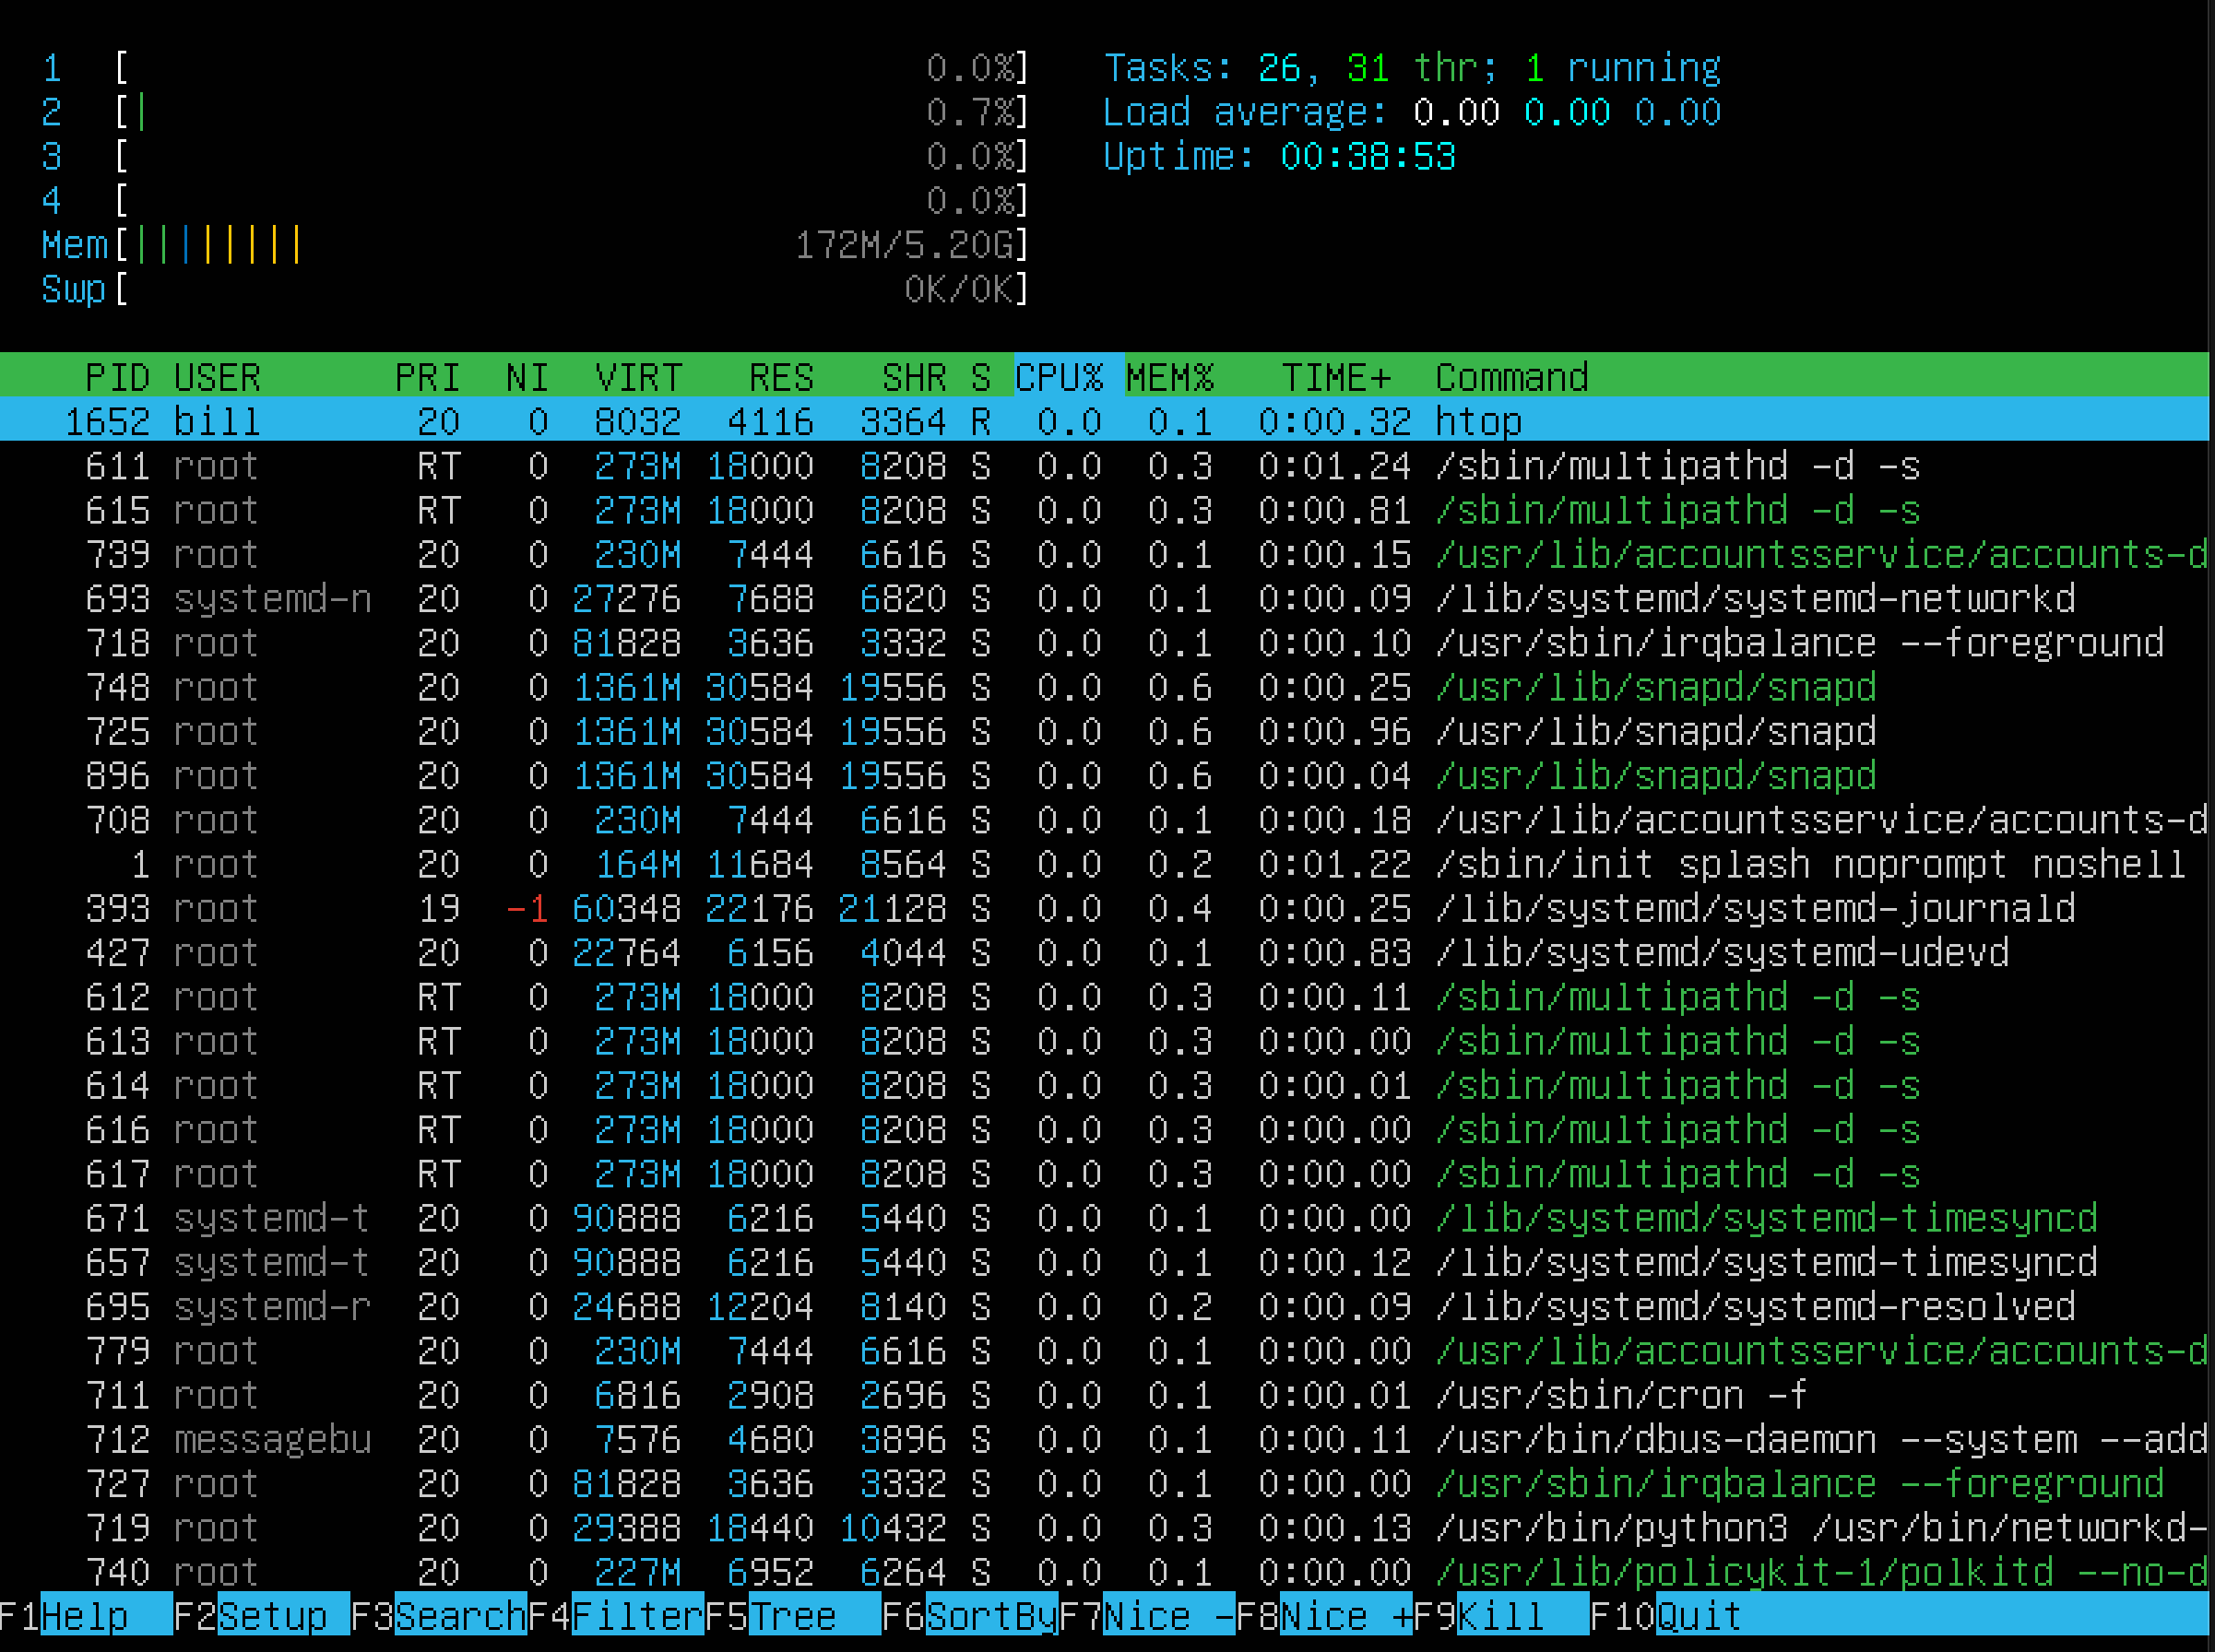 1 [ 0.0%] Tasks: 26, 31 thr; 1 running
2 [| 0.7%] Load average: 0.00 0.00 0.00
3 [ 0.0%] Uptime: 00:38:53
4 [ 0.0%]
Mem[|||||||| 172M/5.20G]
Swp[ 0K/0K]
PID USER PRI NI VIRT RES SHR S CPU% MEM% TIME+ Command
1652 bill 20 0 8032 4116 3364 R 0.0 0.1 0:00.32 htop
611 root RT 0 273M 18000 8208 S 0.0 0.3 0:01.24 /sbin/multipathd -d -s
615 root RT 0 273M 18000 8208 S 0.0 0.3 0:00.81 /sbin/multipathd -d -s
739 root 20 0 230M 7444 6616 S 0.0 0.1 0:00.15 /usr/lib/accountsservice/accounts-d
693 systemd-n 20 0 27276 7688 6820 S 0.0 0.1 0:00.09 /lib/systemd/systemd-networkd
718 root 20 0 81828 3636 3332 S 0.0 0.1 0:00.10 /usr/sbin/irqbalance --foreground
748 root 20 0 1361M 30584 19556 S 0.0 0.6 0:00.25 /usr/lib/snapd/snapd
725 root 20 0 1361M 30584 19556 S 0.0 0.6 0:00.96 /usr/lib/snapd/snapd
896 root 20 0 1361M 30584 19556 S 0.0 0.6 0:00.04 /usr/lib/snapd/snapd
708 root 20 0 230M 7444 6616 S 0.0 0.1 0:00.18 /usr/lib/accountsservice/accounts-d
1 root 20 0 164M 11684 8564 S 0.0 0.2 0:01.22 /sbin/init splash noprompt noshell
393 root 19 -1 60348 22176 21128 S 0.0 0.4 0:00.25 /lib/systemd/systemd-journald
427 root 20 0 22764 6156 4044 S 0.0 0.1 0:00.83 /lib/systemd/systemd-udevd
612 root RT 0 273M 18000 8208 S 0.0 0.3 0:00.11 /sbin/multipathd -d -s
613 root RT 0 273M 18000 8208 S 0.0 0.3 0:00.00 /sbin/multipathd -d -s
614 root RT 0 273M 18000 8208 S 0.0 0.3 0:00.01 /sbin/multipathd -d -s
616 root RT 0 273M 18000 8208 S 0.0 0.3 0:00.00 /sbin/multipathd -d -s
617 root RT 0 273M 18000 8208 S 0.0 0.3 0:00.00 /sbin/multipathd -d -s
671 systemd-t 20 0 90888 6216 5440 S 0.0 0.1 0:00.00 /lib/systemd/systemd-timesyncd
657 systemd-t 20 0 90888 6216 5440 S 0.0 0.1 0:00.12 /lib/systemd/systemd-timesyncd
695 systemd-r 20 0 24688 12204 8140 S 0.0 0.2 0:00.09 /lib/systemd/systemd-resolved
779 root 20 0 230M 7444 6616 S 0.0 0.1 0:00.00 /usr/lib/accountsservice/accounts-d
711 root 20 0 6816 2908 2696 S 0.0 0.1 0:00.01 /usr/sbin/cron -f
712 messagebu 20 0 7576 4680 3896 S 0.0 0.1 0:00.11 /usr/bin/dbus-daemon --system --add
727 root 20 0 81828 3636 3332 S 0.0 0.1 0:00.00 /usr/sbin/irqbalance --foreground
719 root 20 0 29388 18440 10432 S 0.0 0.3 0:00.13 /usr/bin/python3 /usr/bin/networkd-
740 root 20 0 227M 6952 6264 S 0.0 0.1 0:00.00 /usr/lib/policykit-1/polkitd --no-d
F1Help F2Setup F3SearchF4FilterF5Tree F6SortByF7Nice -F8Nice +F9Kill F10Quit